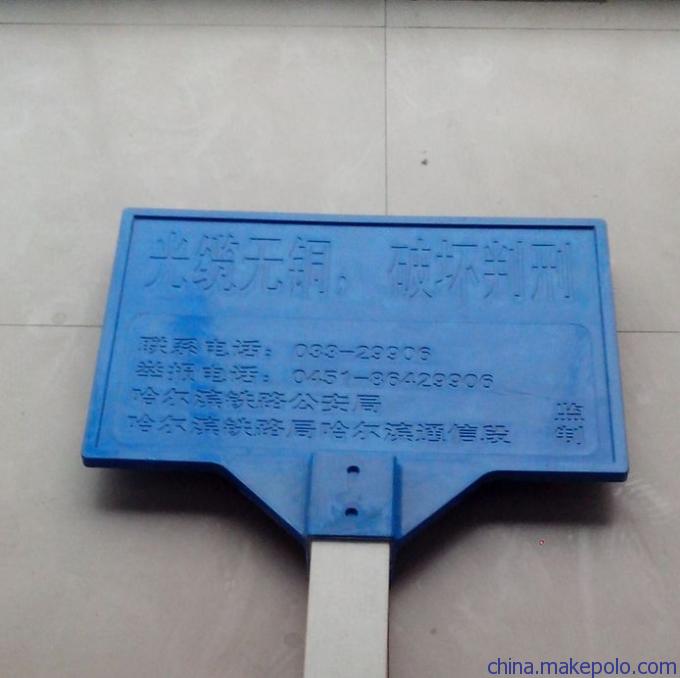 光缆无铜。破坏判刑
联系电话：033-29906
举报电话：0451-86429906
哈尔滨铁路公安局
哈尔滨铁路局哈尔滨通信段
监制
china.makepolo.com